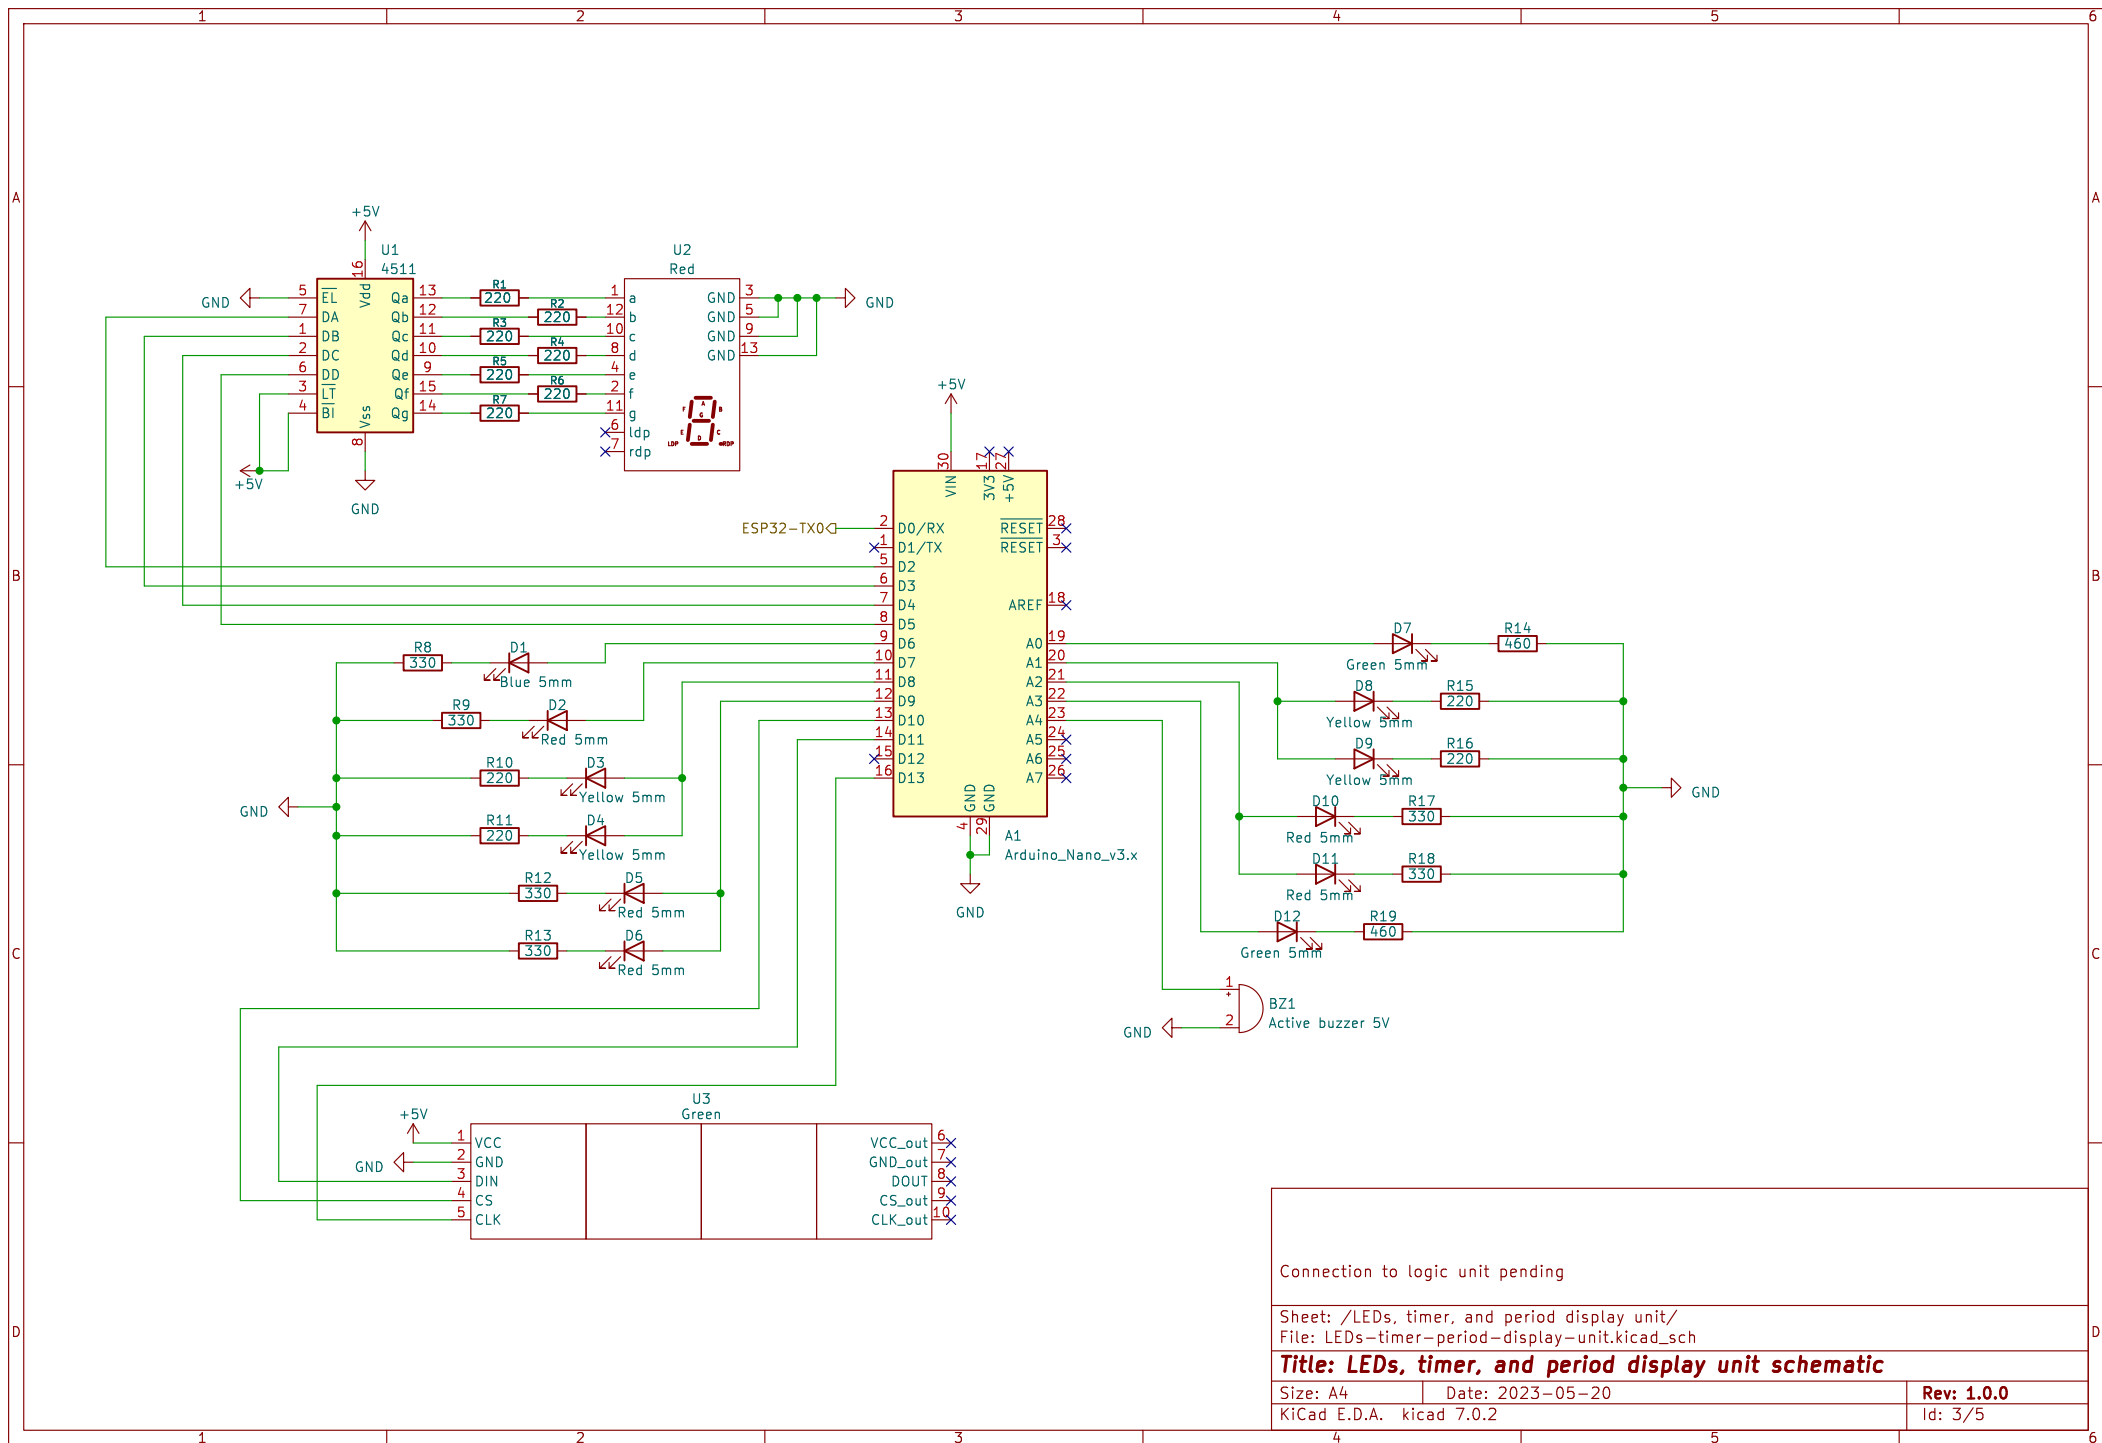 1 2 3 4 5 6
A A
B B
C C
D D
1 2 3 4 5 6
+5V
U1
4511
16
Vdd
GND
5 EL
7 DA
1 DB
2 DC
6 DD
3 LT
4 BI
Qa 13
Qb 12
Qc 11
Qd 10
Qe 9
Qf 15
Qg 14
Vss
8
GND
+5V
R1
220
R2
220
R3
220
R4
220
R5
220
R6
220
R7
220
U2
Red
1 a
12 b
10 c
8 d
4 e
2 f
11 g
6 ldp
7 rdp
GND 3
GND 5
GND 9
GND 13
GND
A
F B
G
E C
D
LDP RDP
+5V
30 17 27
VIN 3V3 +5V
ESP32-TX0
2 D0/RX
1 D1/TX
5 D2
6 D3
7 D4
8 D5
9 D6
10 D7
11 D8
12 D9
13 D10
14 D11
15 D12
16 D13
RESET 28
RESET 3
AREF 18
A0 19
A1 20
A2 21
A3 22
A4 23
A5 24
A6 25
A7 26
GND GND
4 29
A1
Arduino_Nano_v3.x
GND
R8
330
D1
Blue 5mm
R9
330
D2
Red 5mm
R10
220
D3
Yellow 5mm
GND
R11
220
D4
Yellow 5mm
R12
330
D5
Red 5mm
R13
330
D6
Red 5mm
D7
Green 5mm
R14
460
D8
Yellow 5mm
R15
220
D9
Yellow 5mm
R16
220
GND
D10
Red 5mm
R17
330
D11
Red 5mm
R18
330
D12
Green 5mm
R19
460
1
+
2
GND
BZ1
Active buzzer 5V
U3
Green
+5V
GND
1 VCC
2 GND
3 DIN
4 CS
5 CLK
VCC_out 6
GND_out 7
DOUT 8
CS_out 9
CLK_out 10
Connection to logic unit pending
Sheet: /LEDs, timer, and period display unit/
File: LEDs-timer-period-display-unit.kicad_sch
Title: LEDs, timer, and period display unit schematic
Size: A4 Date: 2023-05-20 Rev: 1.0.0
KiCad E.D.A. kicad 7.0.2 Id: 3/5